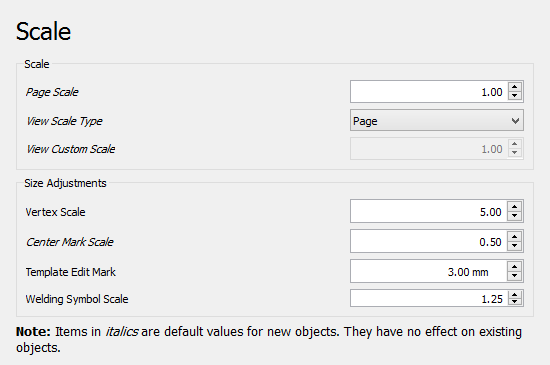 Scale
Scale
Page Scale 1.00
View Scale Type Page
View Custom Scale 1.00
Size Adjustments
Vertex Scale 5.00
Center Mark Scale 0.50
Template Edit Mark 3.00 mm
Welding Symbol Scale 1.25
Note: Items in italics are default values for new objects. They have no effect on existing
objects.